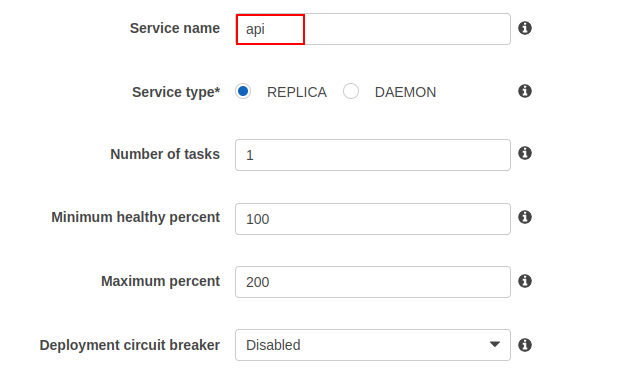 Service name api
Service type* REPLICA DAEMON
Number of tasks 1
Minimum healthy percent 100
Maximum percent 200
Deployment circuit breaker Disabled